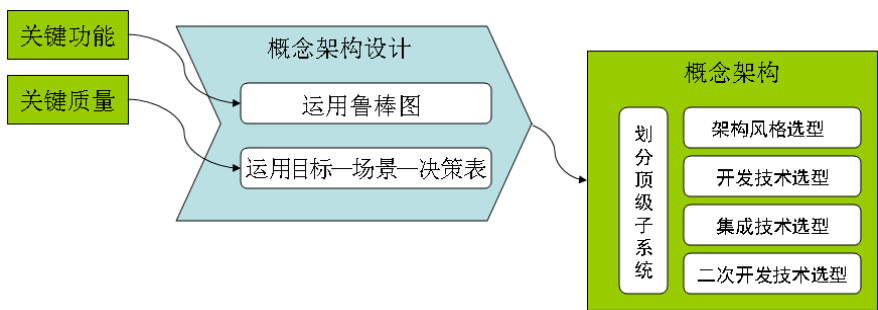 关键功能
关键质量
概念架构设计
运用鲁棒图
运用目标—场景—决策表
概念架构
划分顶级子系统
架构风格选型
开发技术选型
集成技术选型
二次开发技术选型